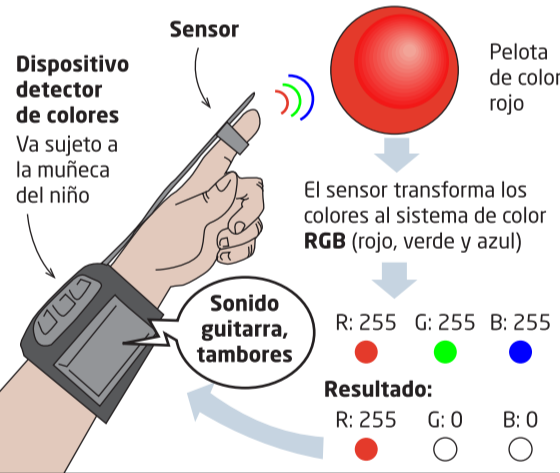 Sensor
Dispositivo
detector
de colores
Va sujeto a
la muñeca
del niño
Pelota
de color
rojo
El sensor transforma los
colores al sistema de color
RGB (rojo, verde y azul)
Sonido
guitarra,
tambores
R: 255 G: 255 B: 255
Resultado:
R: 255 G: 0 B: 0